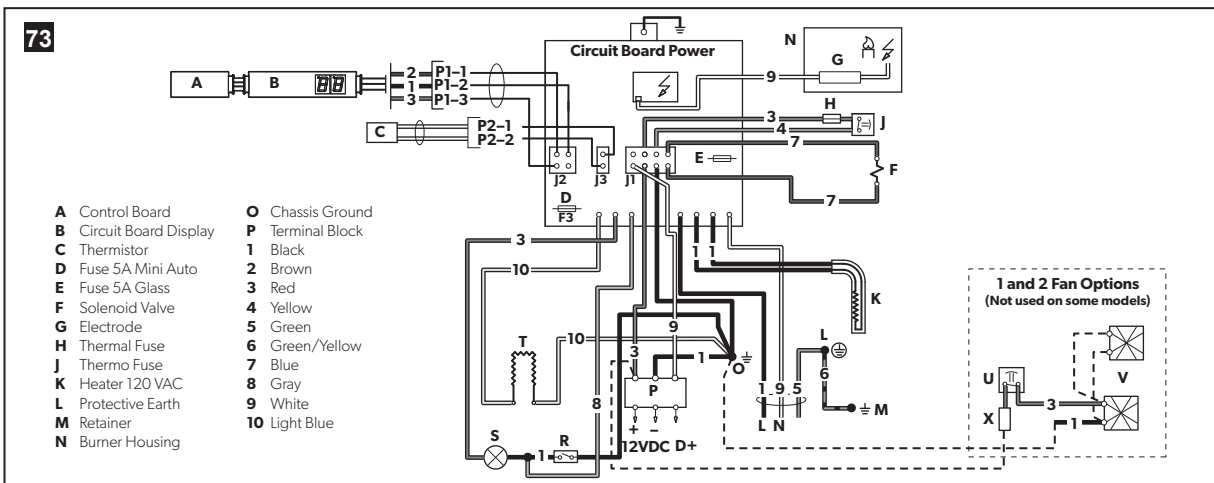 73
Circuit Board Power
N
G
9
A
B
88
2 P1–1
1 P1–2
3 P1–3
C
P2–1
P2–2
3
H
4
J
7
E
F
7
J2
J3
J1
D
F3
A Control Board
B Circuit Board Display
C Thermistor
D Fuse 5A Mini Auto
E Fuse 5A Glass
F Solenoid Valve
G Electrode
H Thermal Fuse
J Thermo Fuse
K Heater 120 VAC
L Protective Earth
M Retainer
N Burner Housing
O Chassis Ground
P Terminal Block
1 Black
2 Brown
3 Red
4 Yellow
5 Green
6 Green/Yellow
7 Blue
8 Gray
9 White
10 Light Blue
3
10
1 1
K
T
10
3
9
1
O
P
+ – D+
12VDC
8
S
1
R
1 9 5
L N
L
6
M
1 and 2 Fan Options
(Not used on some models)
U
V
X
3
1